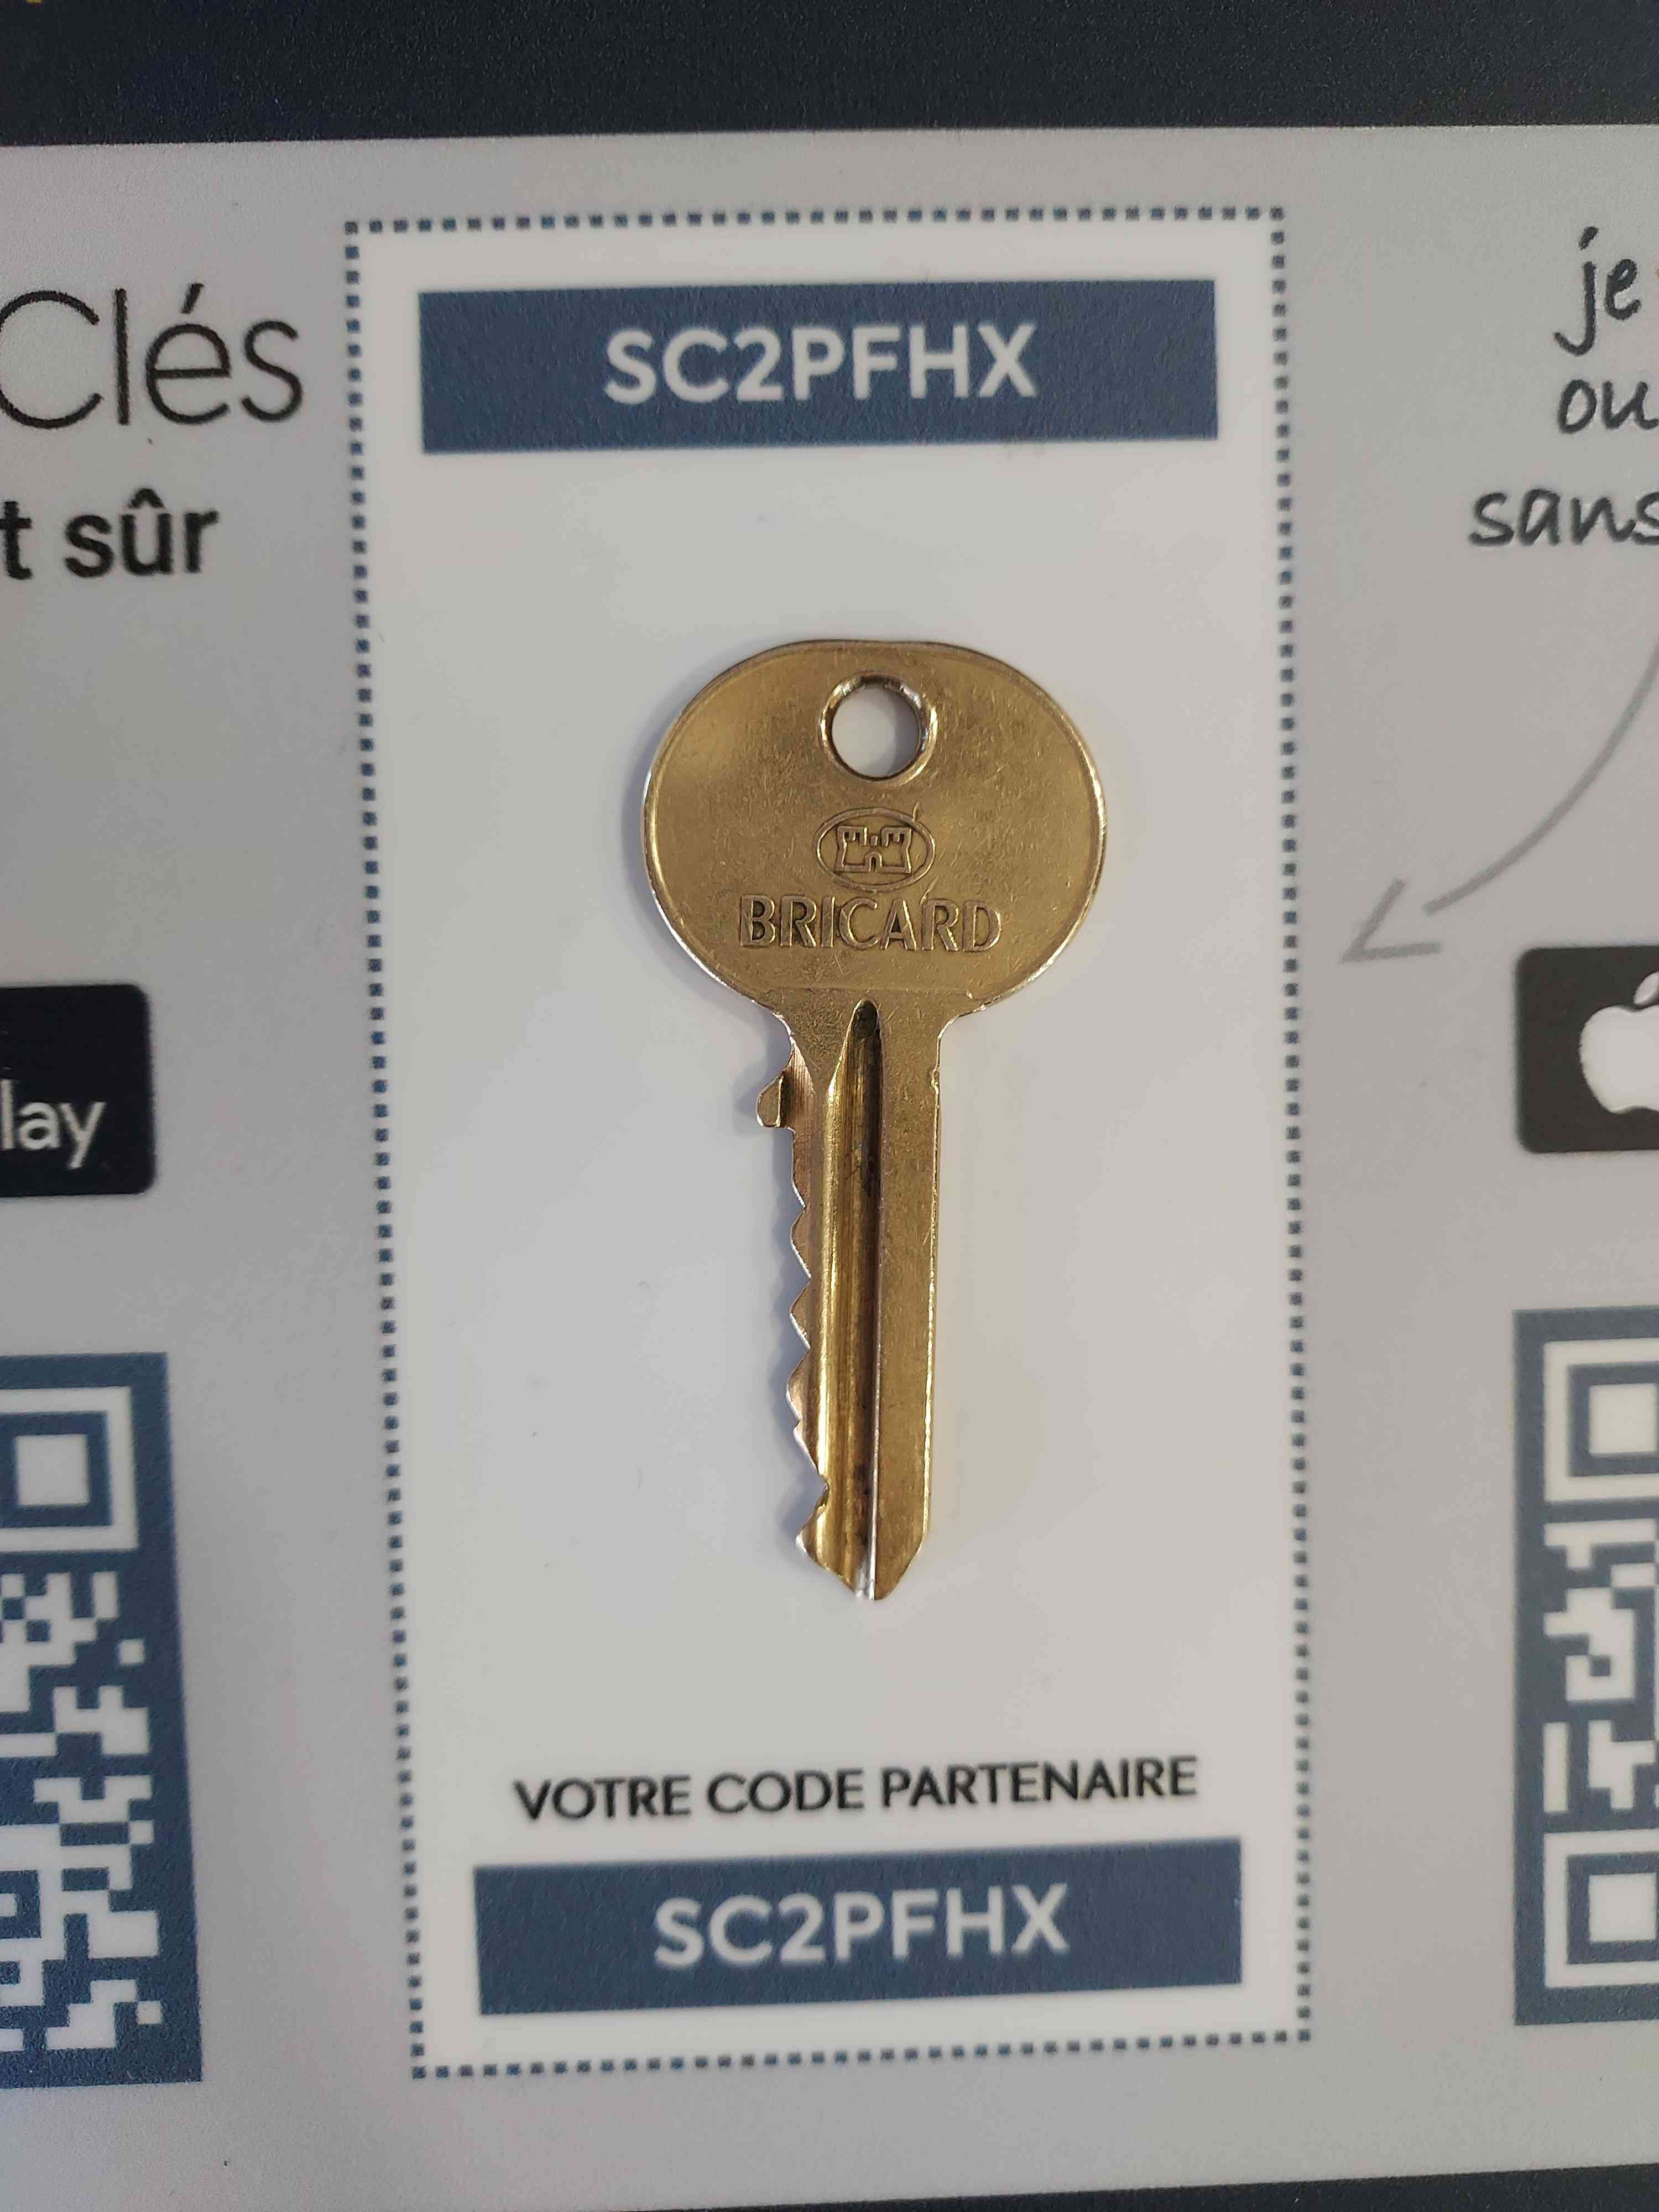 Clés
t sûr
SC2PFHX
je
ou
sans
BRICARD
lay
VOTRE CODE PARTENAIRE
SC2PFHX